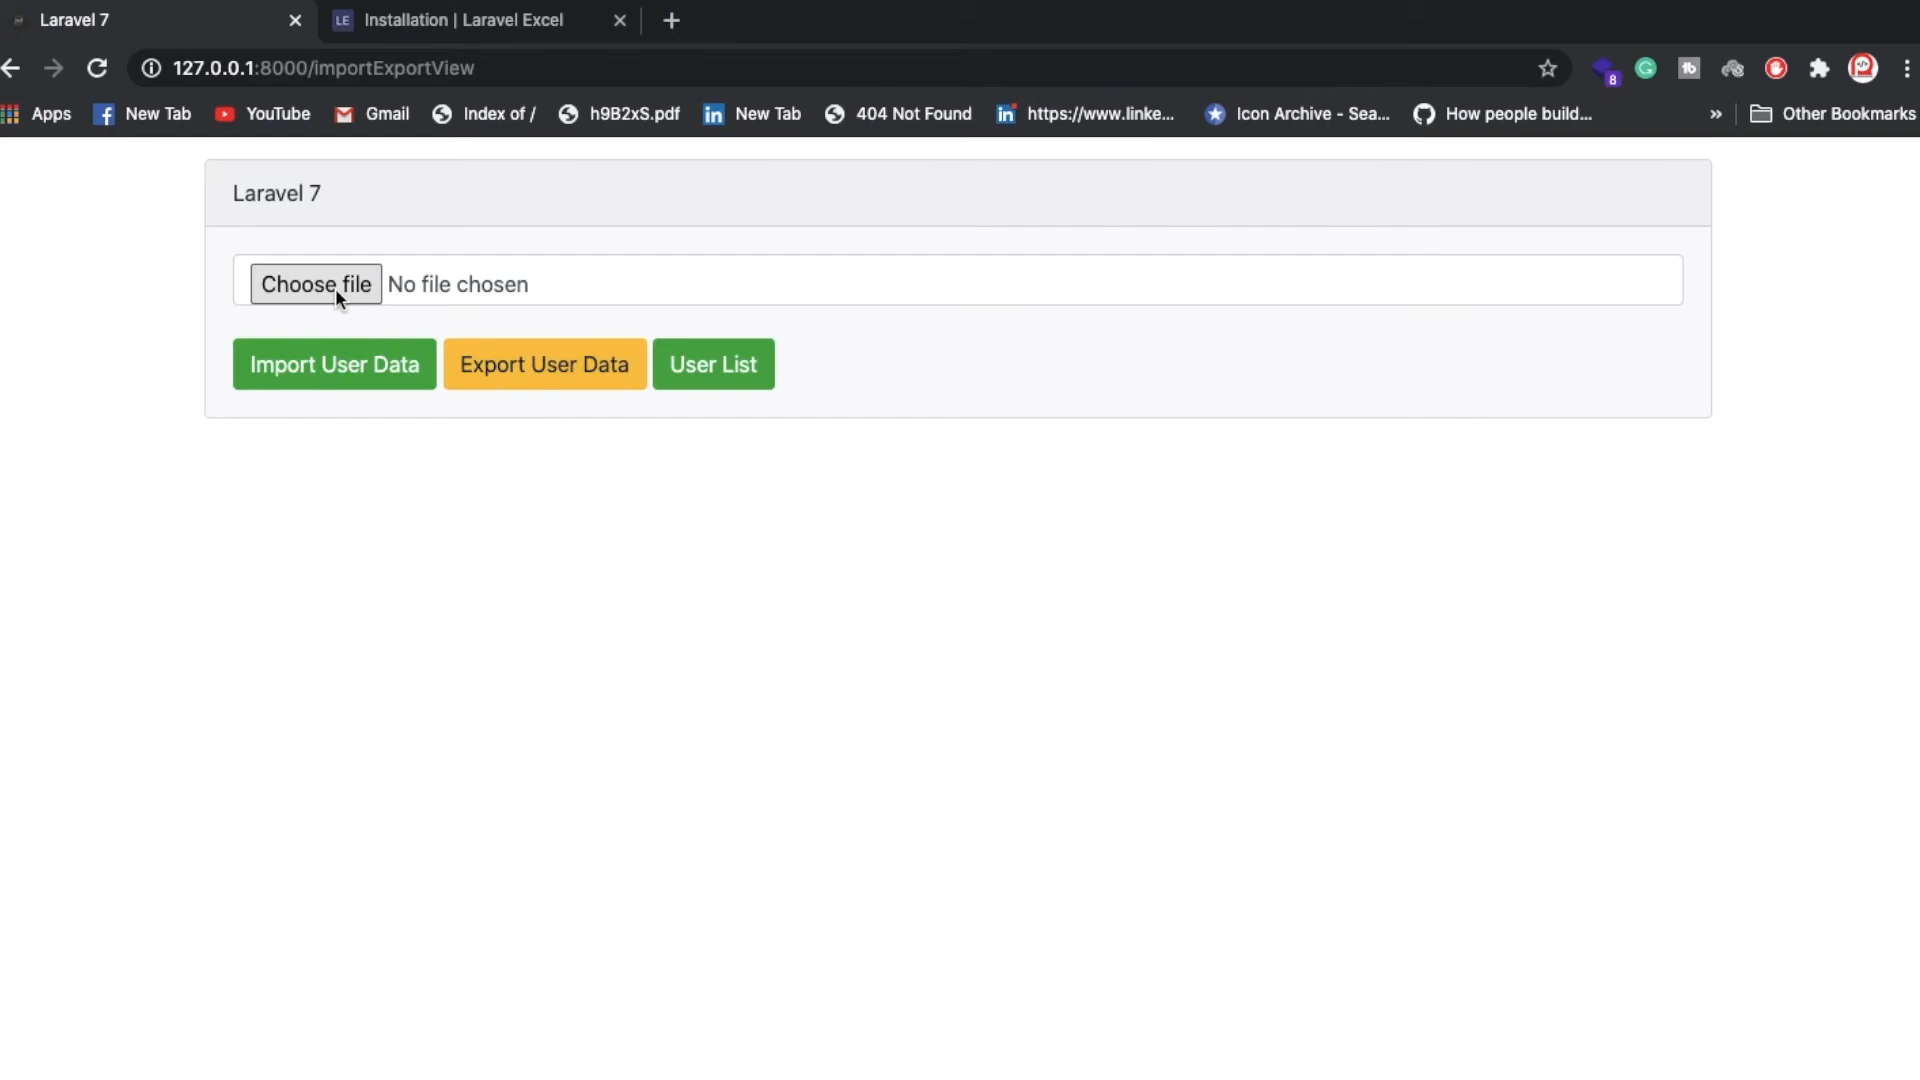 Laravel 7
LE Installation | Laravel Excel
127.0.0.1:8000/importExportView
8
Apps New Tab YouTube Gmail Index of / h9B2xS.pdf New Tab 404 Not Found https://www.linke... Icon Archive - Sea... How people build... » Other Bookmarks
Laravel 7
Choose file No file chosen
Import User Data Export User Data User List